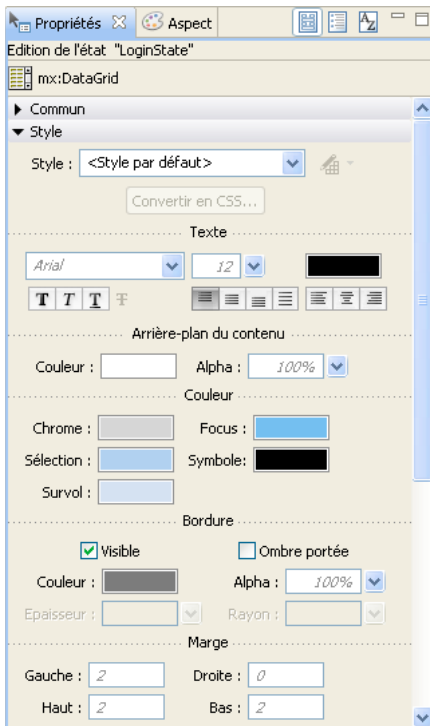 Propriétés Aspect
Edition de l'état "LoginState"
mx:DataGrid
Commun
Style
Style : <Style par défaut>
Convertir en CSS...
Texte
Arial 12
T T T T
Arrière-plan du contenu
Couleur : Alpha : 100%
Couleur
Chrome : Focus :
Sélection : Symbole:
Survol :
Bordure
Visible Ombre portée
Couleur : Alpha : 100%
Epaisseur : Rayon :
Marge
Gauche : 2 Droite : 0
Haut : 2 Bas : 2